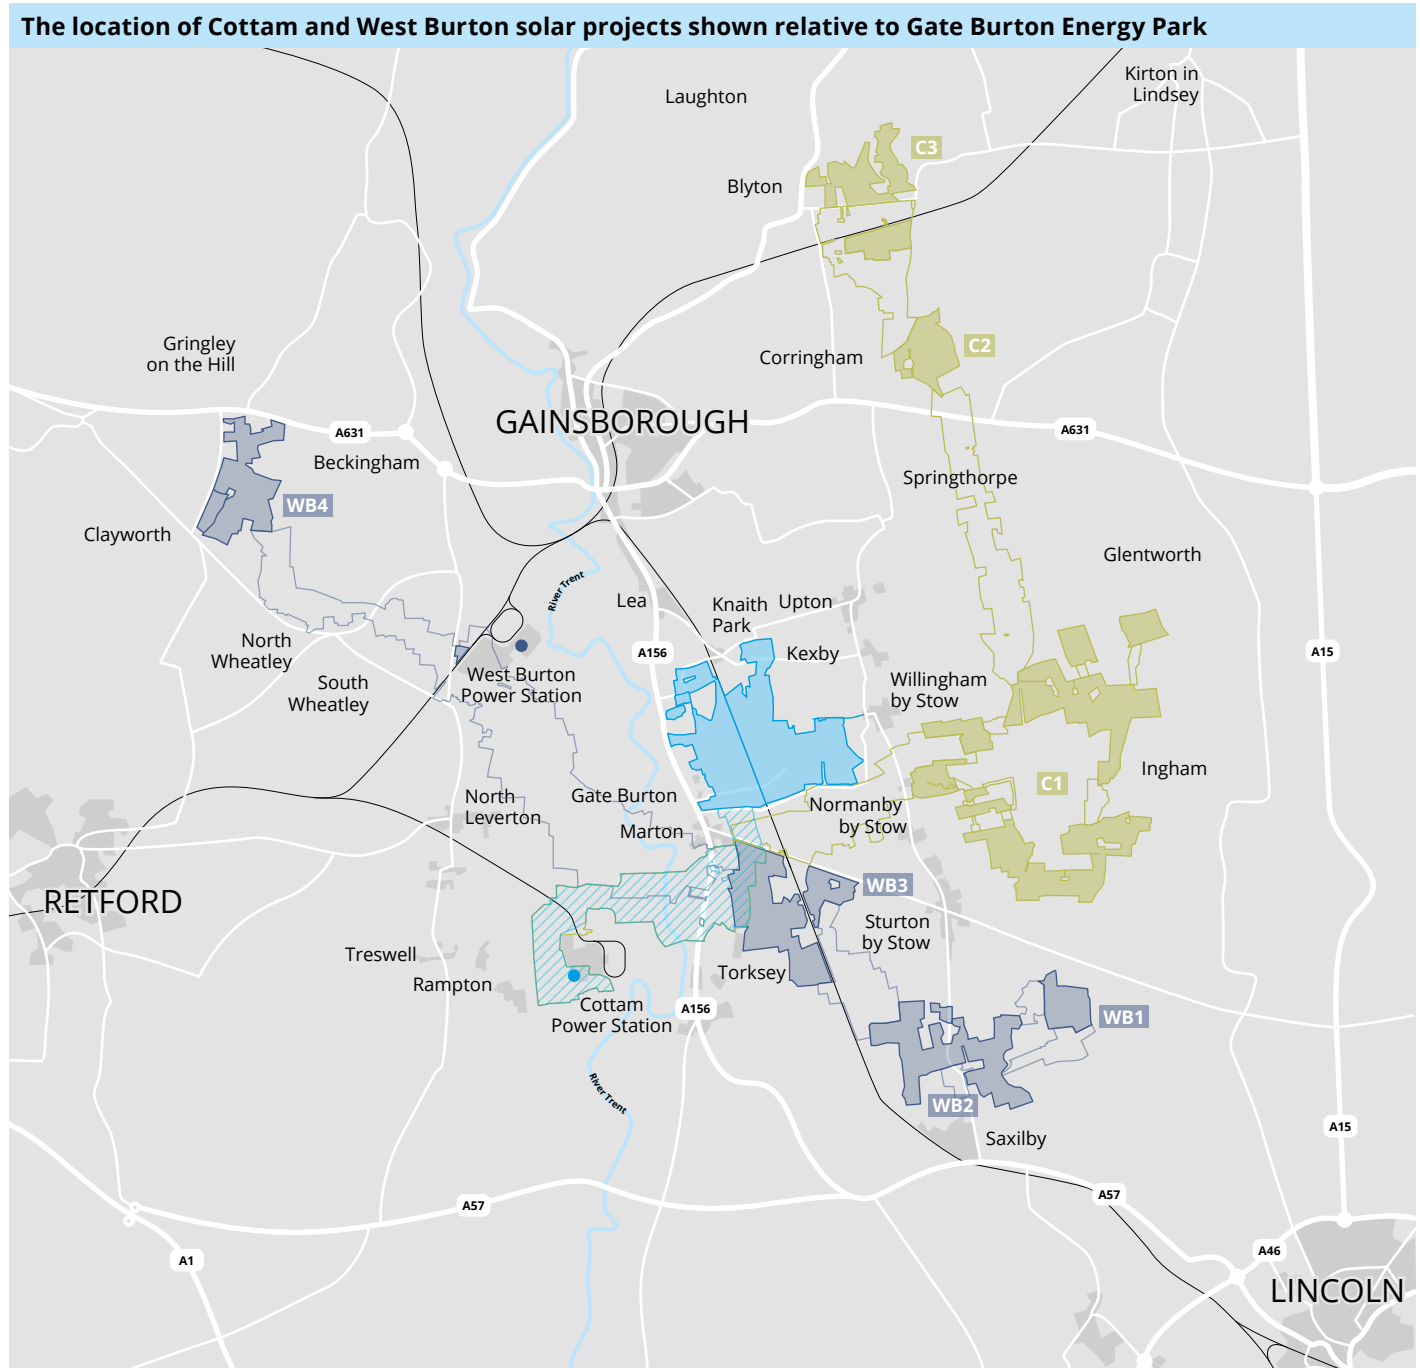 The location of Cottam and West Burton solar projects shown relative to Gate Burton Energy Park
Kirton in
Lindsey
Laughton
C3
Blyton
Gringley
on the Hill
C2
Corringham
GAINSBOROUGH
A631
A631
Beckingham
Springthorpe
WB4
Clayworth
Glentworth
River Trent
Lea
Knaith
Park
Upton
North
Wheatley
A156
Kexby
A15
West Burton
Power Station
South
Wheatley
Willingham
by Stow
Ingham
C1
North
Leverton
Gate Burton
Normanby
by Stow
Marton
WB3
RETFORD
Sturton
by Stow
Treswell
Rampton
Torksey
Cottam
Power Station
A156
WB1
River Trent
WB2
Saxilby
A15
A57
A57
A1
A46
LINCOLN